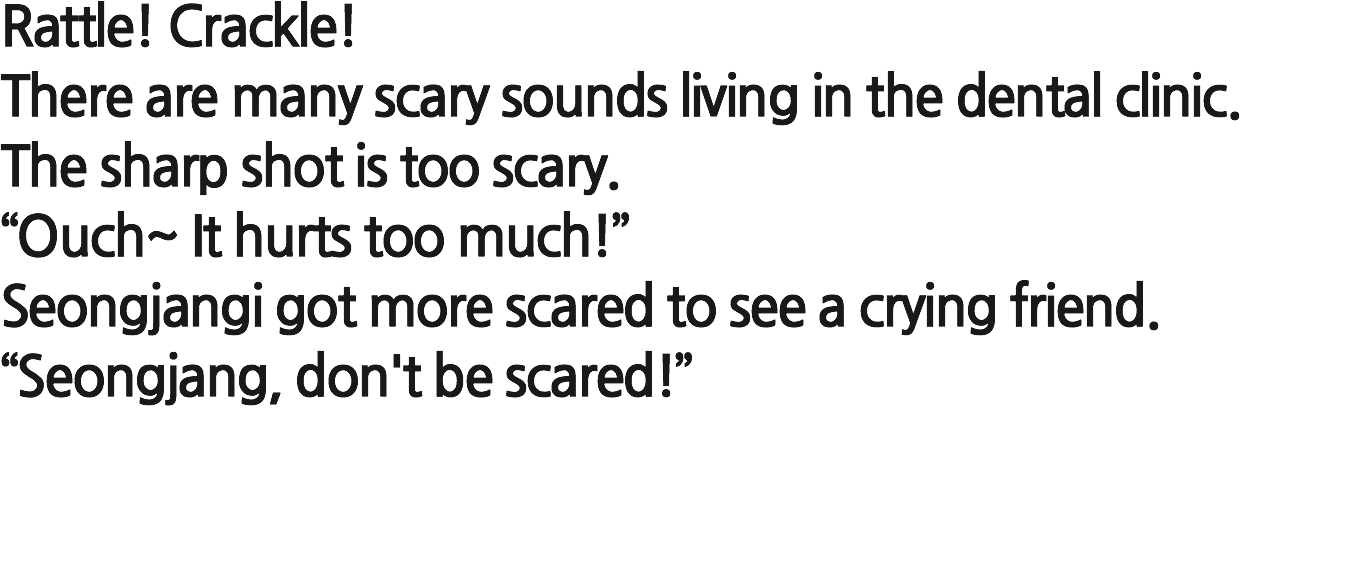 Rattle! Crackle!
There are many scary sounds living in the dental clinic.
The sharp shot is too scary.
“Ouch~ It hurts too much!”
Seongjangi got more scared to see a crying friend.
“Seongjang, don't be scared!”